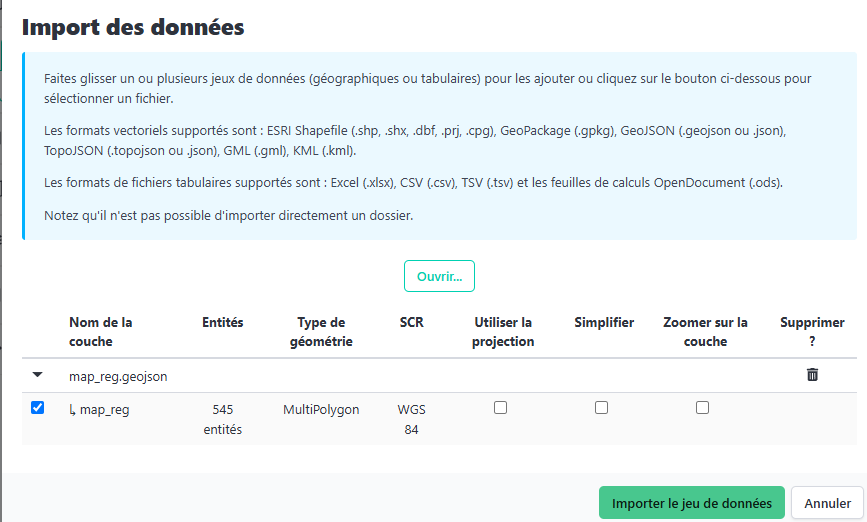 Import des données
Faites glisser un ou plusieurs jeux de données (géographiques ou tabulaires) pour les ajouter ou cliquez sur le bouton ci-dessous pour
sélectionner un fichier.
Les formats vectoriels supportés sont : ESRI Shapefile (.shp, .shx, .dbf, .prj, .cpg), GeoPackage (.gpkg), GeoJSON (.geojson ou .json),
TopoJSON (.topojson ou .json), GML (.gml), KML (.kml).
Les formats de fichiers tabulaires supportés sont : Excel (.xlsx), CSV (.csv), TSV (.tsv) et les feuilles de calculs OpenDocument (.ods).
Notez qu'il n'est pas possible d'importer directement un dossier.
Ouvrir...
Nom de la couche Entités Type de géométrie SCR Utiliser la projection Simplifier Zoomer sur la couche Supprimer ?
map_reg.geojson
↳ map_reg 545 entités MultiPolygon WGS 84
Importer le jeu de données Annuler